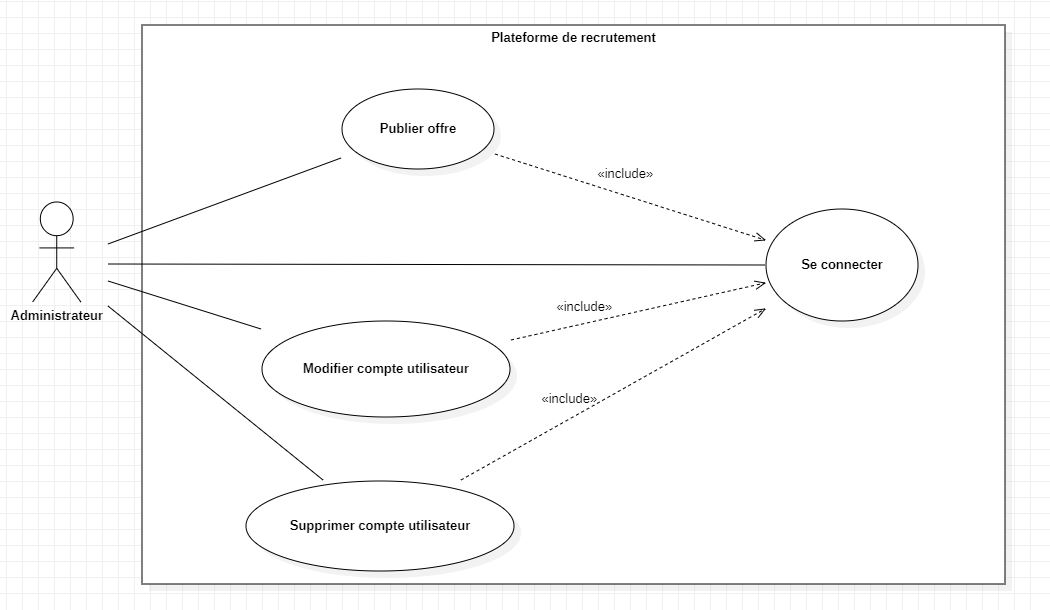 Plateforme de recrutement
Publier offre
«include»
Se connecter
Administrateur
«include»
Modifier compte utilisateur
«include»
Supprimer compte utilisateur